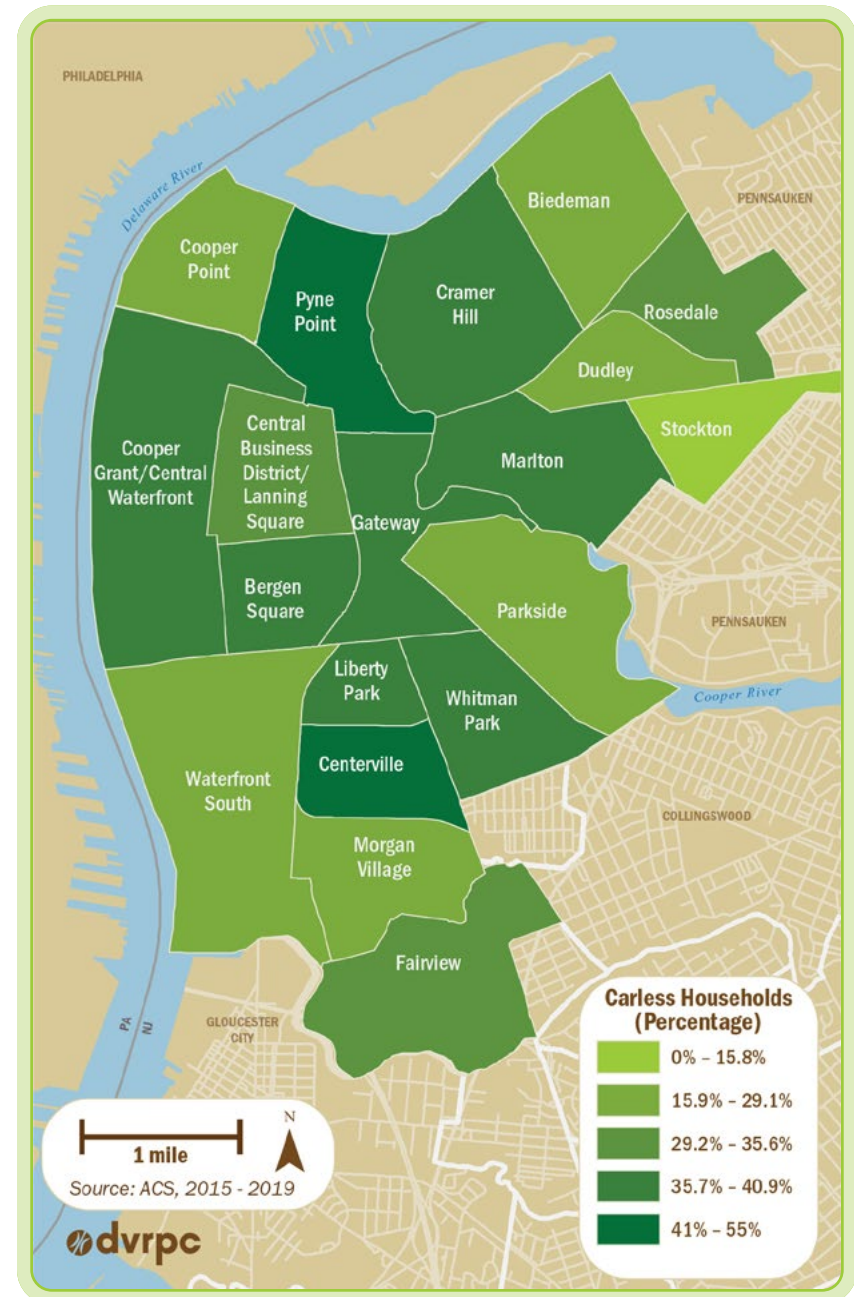 PHILADELPHIA
Delaware River
PENNSAUKEN
Biedeman
Cooper
Point
Pyne
Point
Cramer
Hill
Rosedale
Dudley
Stockton
Central
Business
District/
Lanning
Square
Cooper
Grant/Central
Waterfront
Marlton
Gateway
Bergen
Square
Parkside
PENNSAUKEN
Liberty
Park
Whitman
Park
Cooper River
Centerville
Waterfront
South
COLLINGSWOOD
Morgan
Village
Fairview
PA
NJ
GLOUCESTER
CITY
Carless Households
(Percentage)
0% – 15.8%
15.9% – 29.1%
29.2% – 35.6%
35.7% – 40.9%
41% – 55%
N
1 mile
Source: ACS, 2015 - 2019
dvrpc